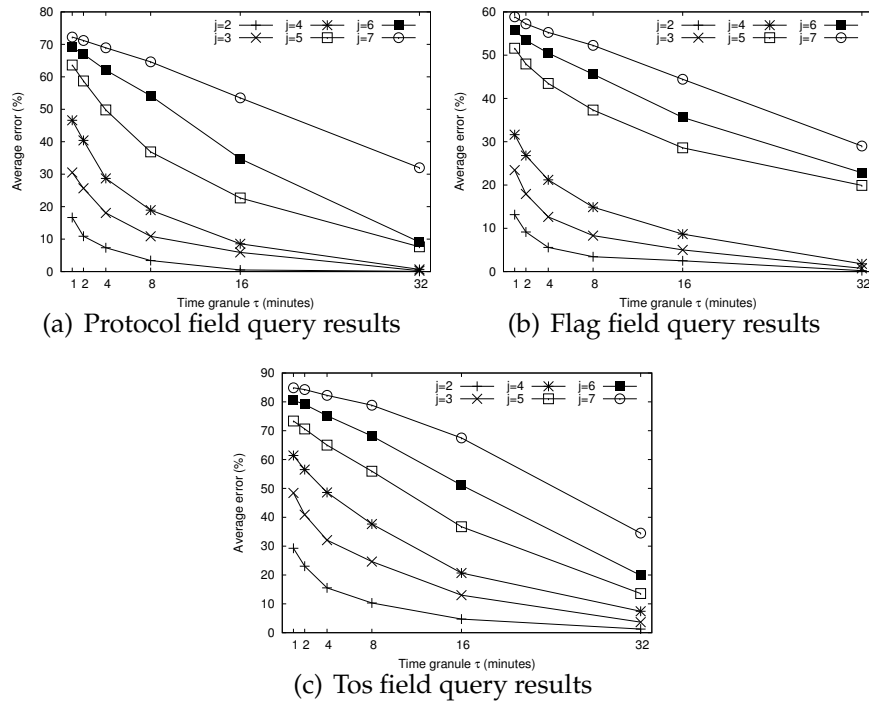 80
70
60
50
40
30
20
10
0
Average error (%)
j=2 j=4 j=6
j=3 j=5 j=7
1 2 4 8 16 32
Time granule τ (minutes)
(a) Protocol field query results
60
50
40
30
20
10
0
Average error (%)
j=2 j=4 j=6
j=3 j=5 j=7
1 2 4 8 16 32
Time granule τ (minutes)
(b) Flag field query results
90
80
70
60
50
40
30
20
10
0
Average error (%)
j=2 j=4 j=6
j=3 j=5 j=7
1 2 4 8 16 32
Time granule τ (minutes)
(c) Tos field query results